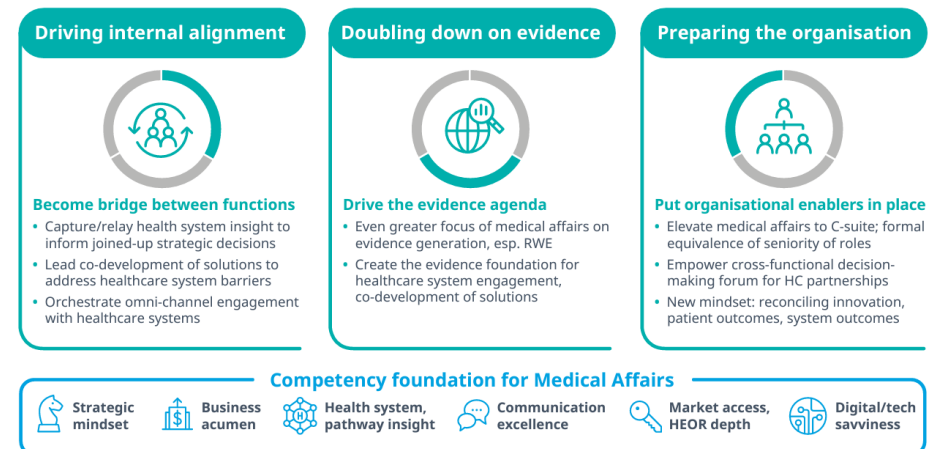 Driving internal alignment
Become bridge between functions
• Capture/relay health system insight to
inform joined-up strategic decisions
• Lead co-development of solutions to
address healthcare system barriers
• Orchestrate omni-channel engagement
with healthcare systems
Doubling down on evidence
Drive the evidence agenda
• Even greater focus of medical affairs on
evidence generation, esp. RWE
• Create the evidence foundation for
healthcare system engagement,
co-development of solutions
Preparing the organisation
Put organisational enablers in place
• Elevate medical affairs to C-suite; formal
equivalence of seniority of roles
• Empower cross-functional decision-
making forum for HC partnerships
• New mindset: reconciling innovation,
patient outcomes, system outcomes
Competency foundation for Medical Affairs
Strategic
mindset
$
Business
acumen
H
Health system,
pathway insight
Communication
excellence
Market access,
HEOR depth
Digital/tech
savviness